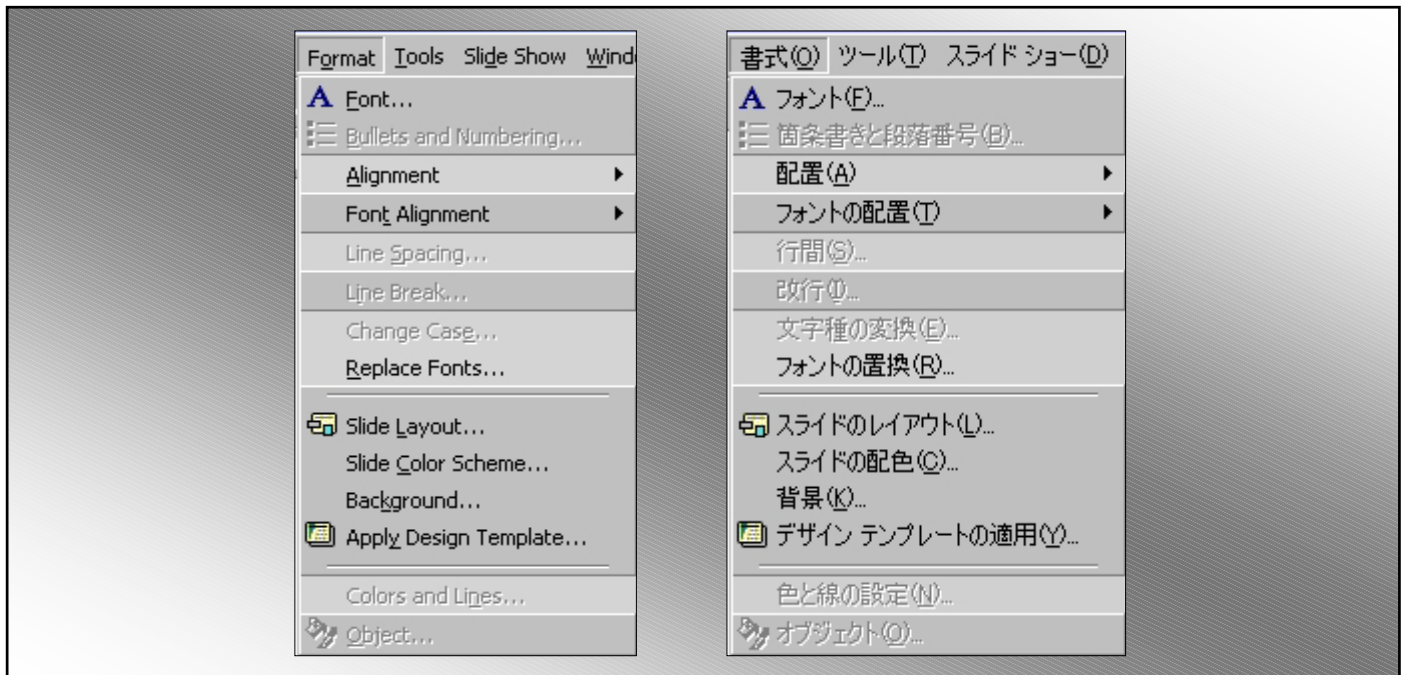 Format Tools Slide Show Wind
Font...
Bullets and Numbering...
Alignment
Font Alignment
Line Spacing...
Line Break...
Change Case...
Replace Fonts...
Slide Layout...
Slide Color Scheme...
Background...
Apply Design Template...
Colors and Lines...
Object...
書式(O) ツール(T) スライド ショー(D)
フォント(F)...
箇条書きと段落番号(B)...
配置(A)
フォントの配置(T)
行間(S)...
改行(I)...
文字種の変換(E)...
フォントの置換(R)...
スライドのレイアウト(L)...
スライドの配色(C)...
背景(K)...
デザイン テンプレートの適用(Y)...
色と線の設定(N)...
オブジェクト(O)...